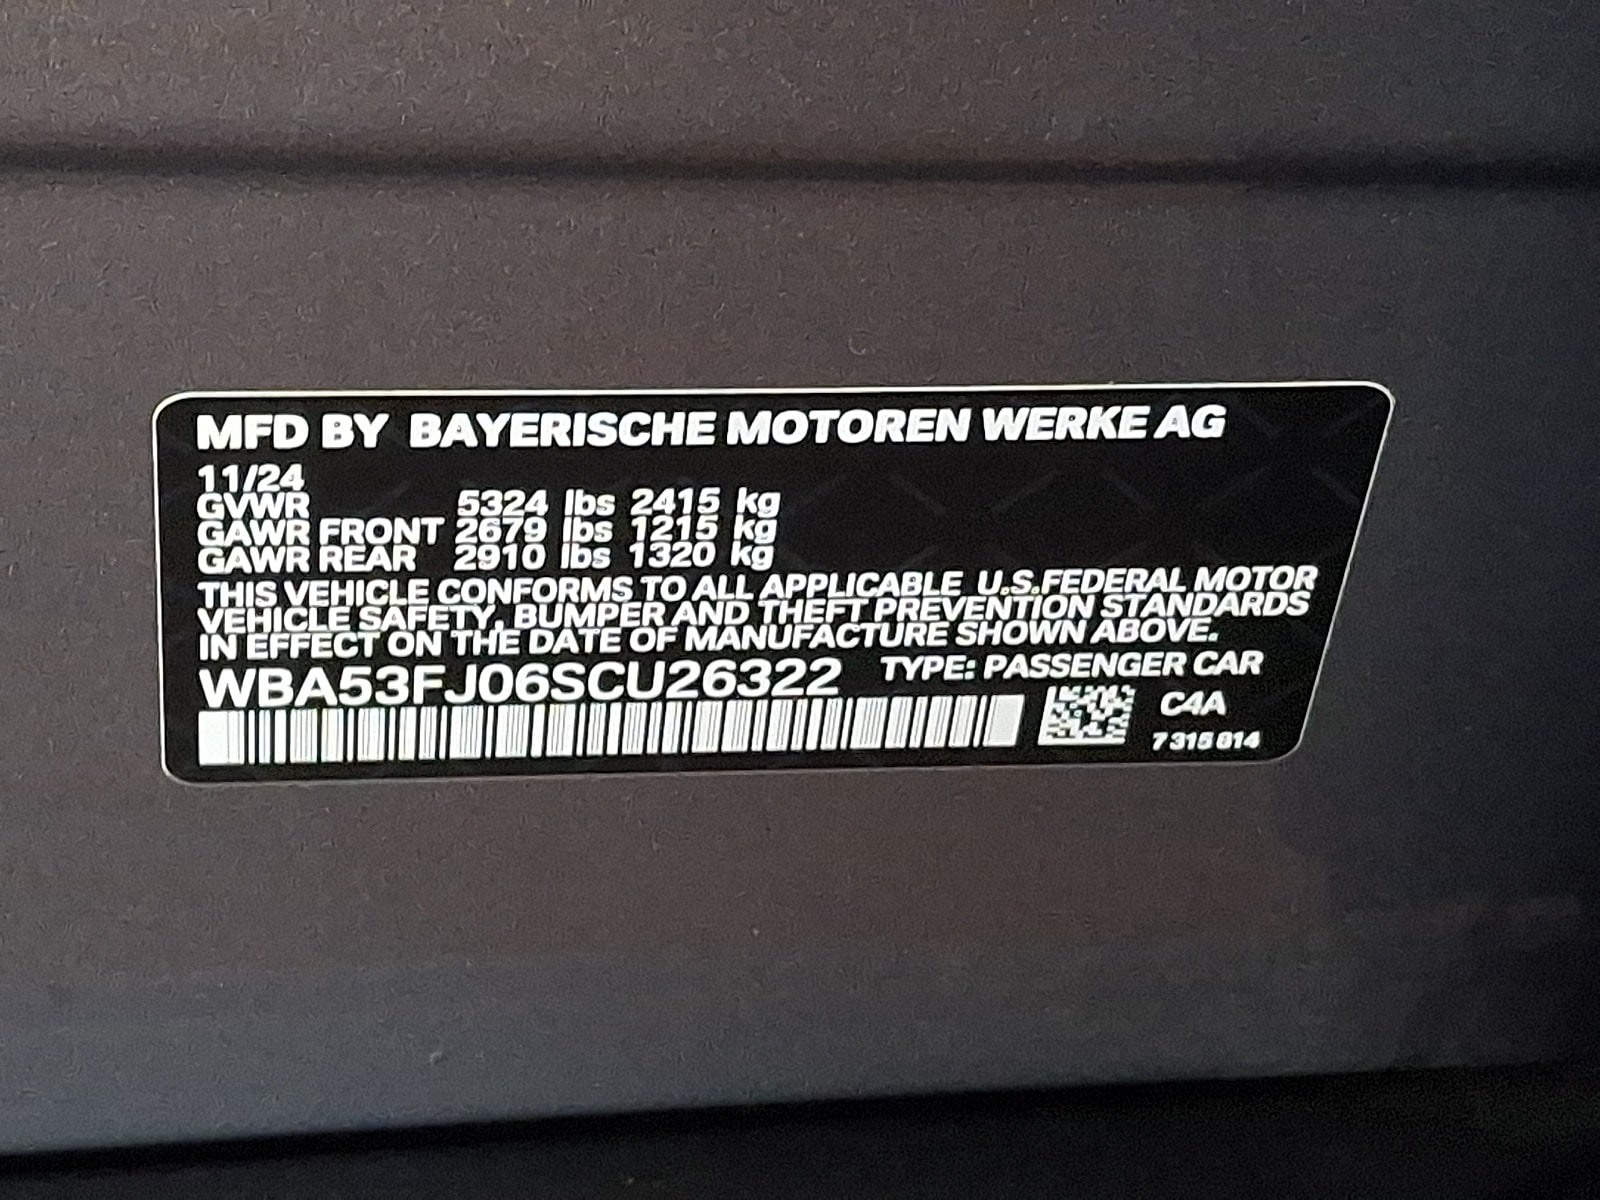 MFD BY BAYERISCHE MOTOREN WERKE AG
11/24
GVWR 5324 lbs 2415 kg
GAWR FRONT 2679 lbs 1215 kg
GAWR REAR 2910 lbs 1320 kg
THIS VEHICLE CONFORMS TO ALL APPLICABLE U.S.FEDERAL MOTOR
VEHICLE SAFETY, BUMPER AND THEFT PREVENTION STANDARDS
IN EFFECT ON THE DATE OF MANUFACTURE SHOWN ABOVE.
WBA53FJ06SCU26322 TYPE: PASSENGER CAR
C4A
7 315 814